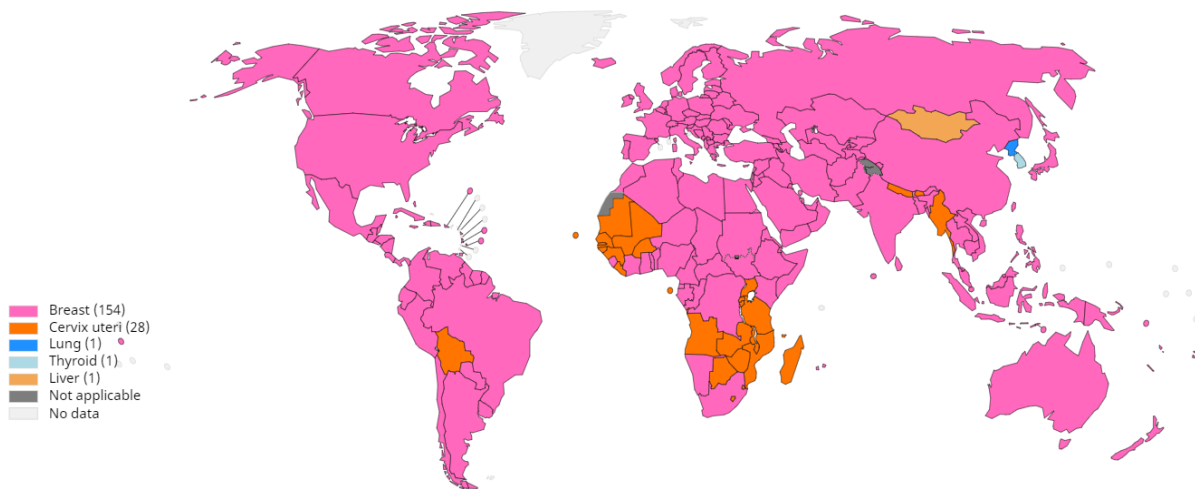 Breast (154)
Cervix uteri (28)
Lung (1)
Thyroid (1)
Liver (1)
Not applicable
No data